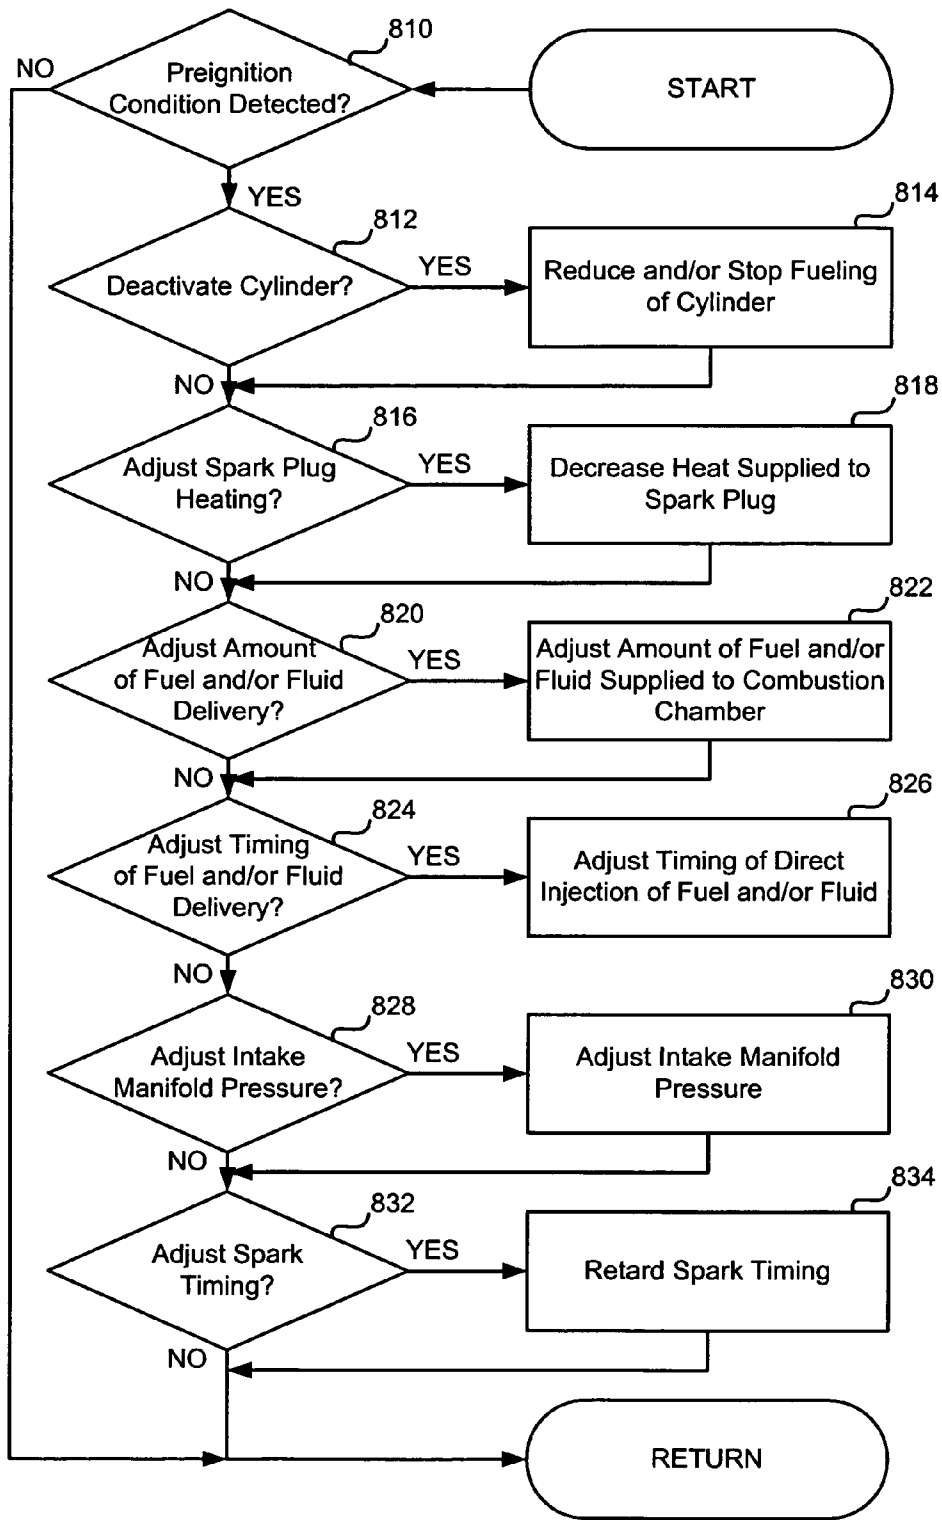 810
NO
Preignition
Condition Detected?
START
YES
812
814
Deactivate Cylinder?
YES
Reduce and/or Stop Fueling
of Cylinder
NO
816
818
Adjust Spark Plug
Heating?
YES
Decrease Heat Supplied to
Spark Plug
NO
820
822
Adjust Amount
of Fuel and/or Fluid
Delivery?
YES
Adjust Amount of Fuel and/or
Fluid Supplied to Combustion
Chamber
NO
824
826
Adjust Timing
of Fuel and/or Fluid
Delivery?
YES
Adjust Timing of Direct
Injection of Fuel and/or Fluid
NO
828
830
Adjust Intake
Manifold Pressure?
YES
Adjust Intake Manifold
Pressure
NO
832
834
Adjust Spark
Timing?
YES
Retard Spark Timing
NO
RETURN